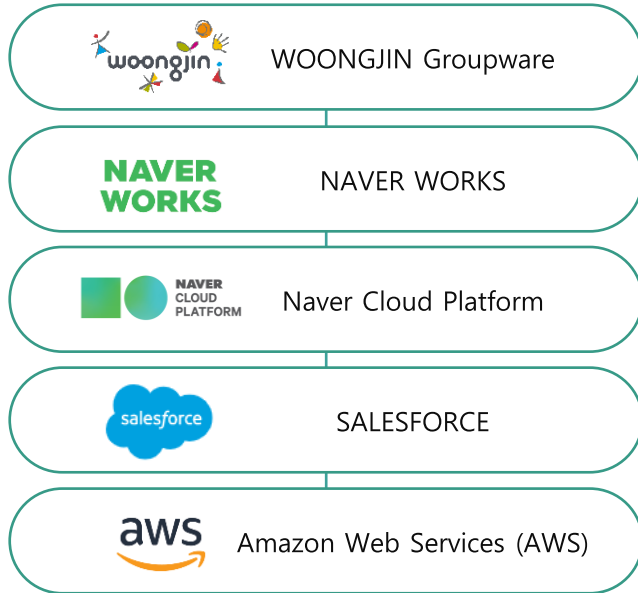 woongjin
WOONGJIN Groupware
NAVER
WORKS
NAVER WORKS
NAVER
CLOUD
PLATFORM
Naver Cloud Platform
salesforce
SALESFORCE
aws
Amazon Web Services (AWS)